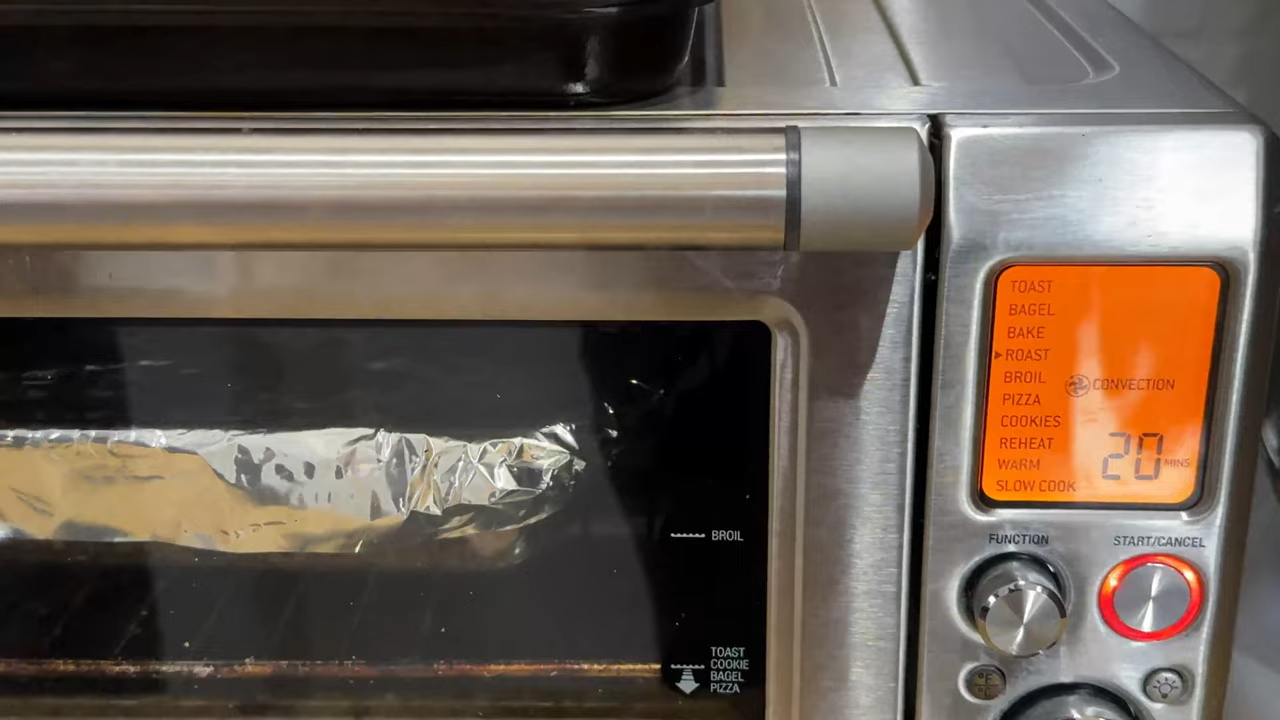 TOAST
BAGEL
BAKE
ROAST
BROIL
CONVECTION
PIZZA
COOKIES
REHEAT
WARM
20 MINS
SLOW COOK
FUNCTION
START/CANCEL
BROIL
TOAST
COOKIE
BAGEL
PIZZA
°F
°C